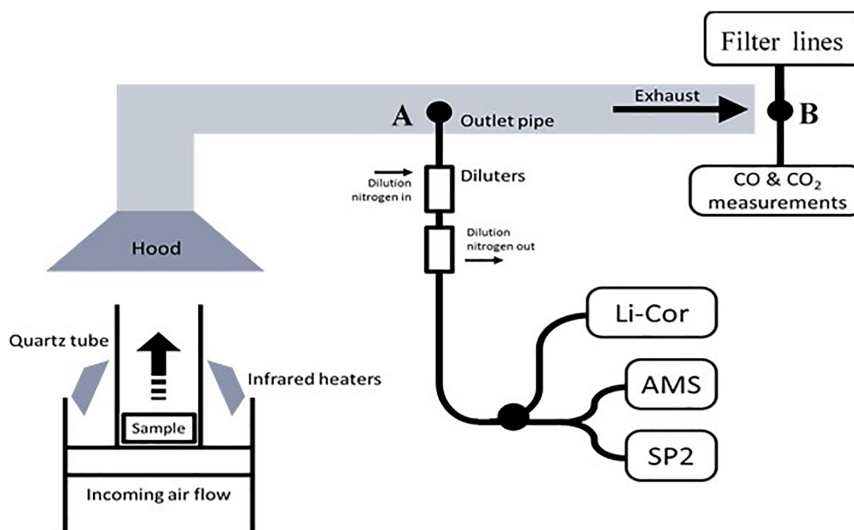 Filter lines
Exhaust
A
Outlet pipe
B
Dilution
nitrogen in
Diluters
CO & CO₂
measurements
Hood
Dilution
nitrogen out
Li-Cor
Quartz tube
Infrared heaters
AMS
Sample
SP2
Incoming air flow